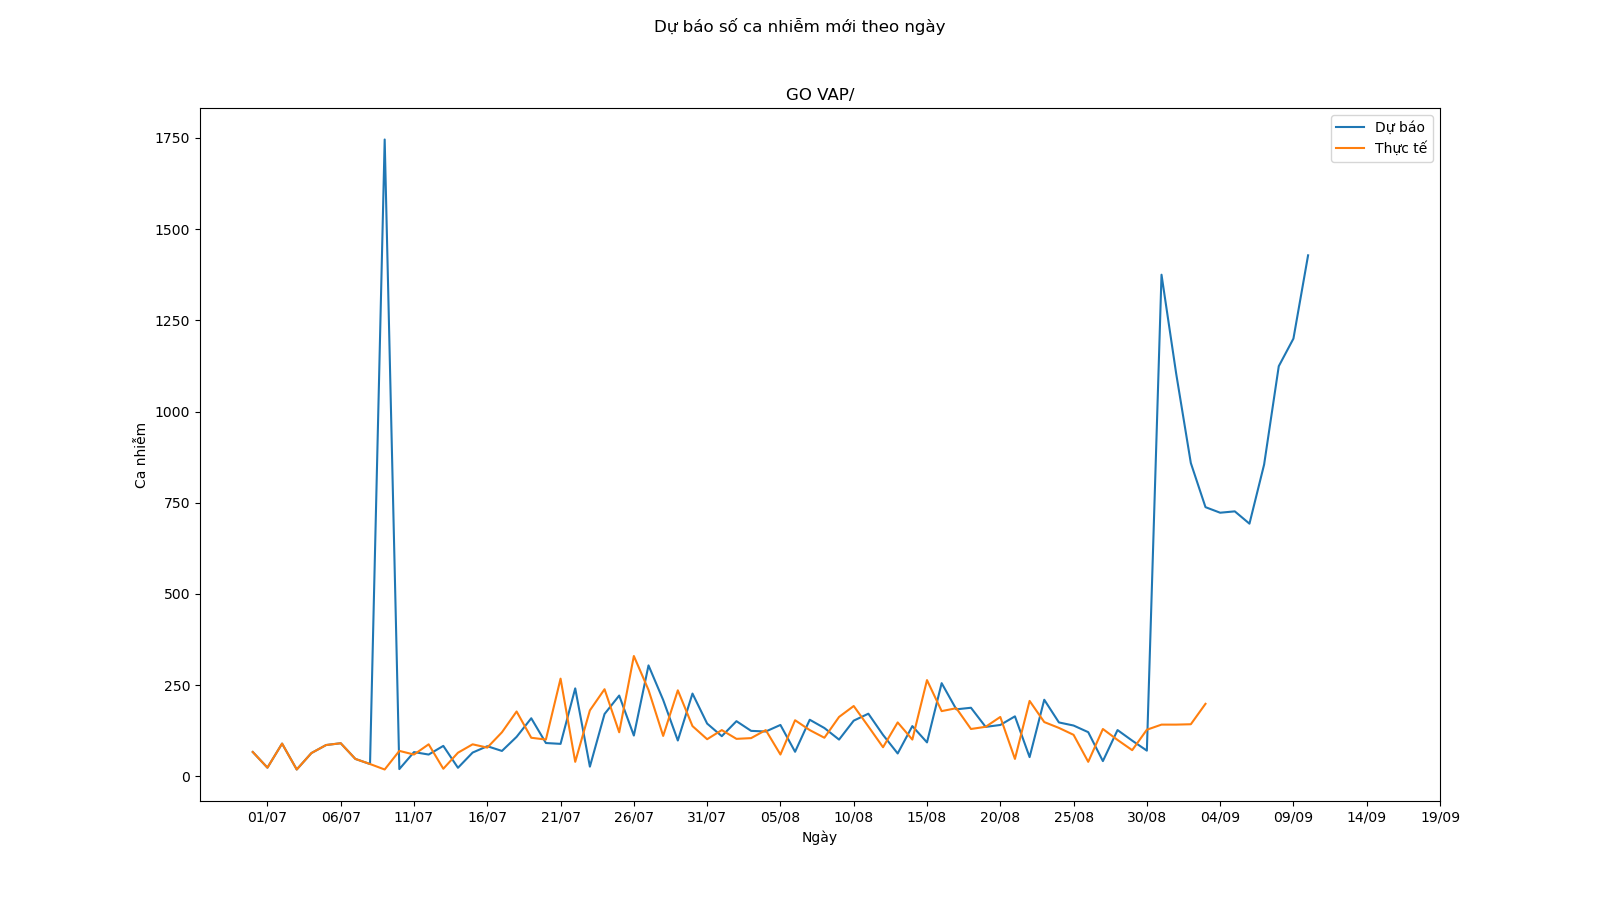 Dự báo số ca nhiễm mới theo ngày
GO VAP/
Dự báo
Thực tế
1750
1500
1250
1000
750
500
250
0
Ca nhiễm
01/07 06/07 11/07 16/07 21/07 26/07 31/07 05/08 10/08 15/08 20/08 25/08 30/08 04/09 09/09 14/09 19/09
Ngày